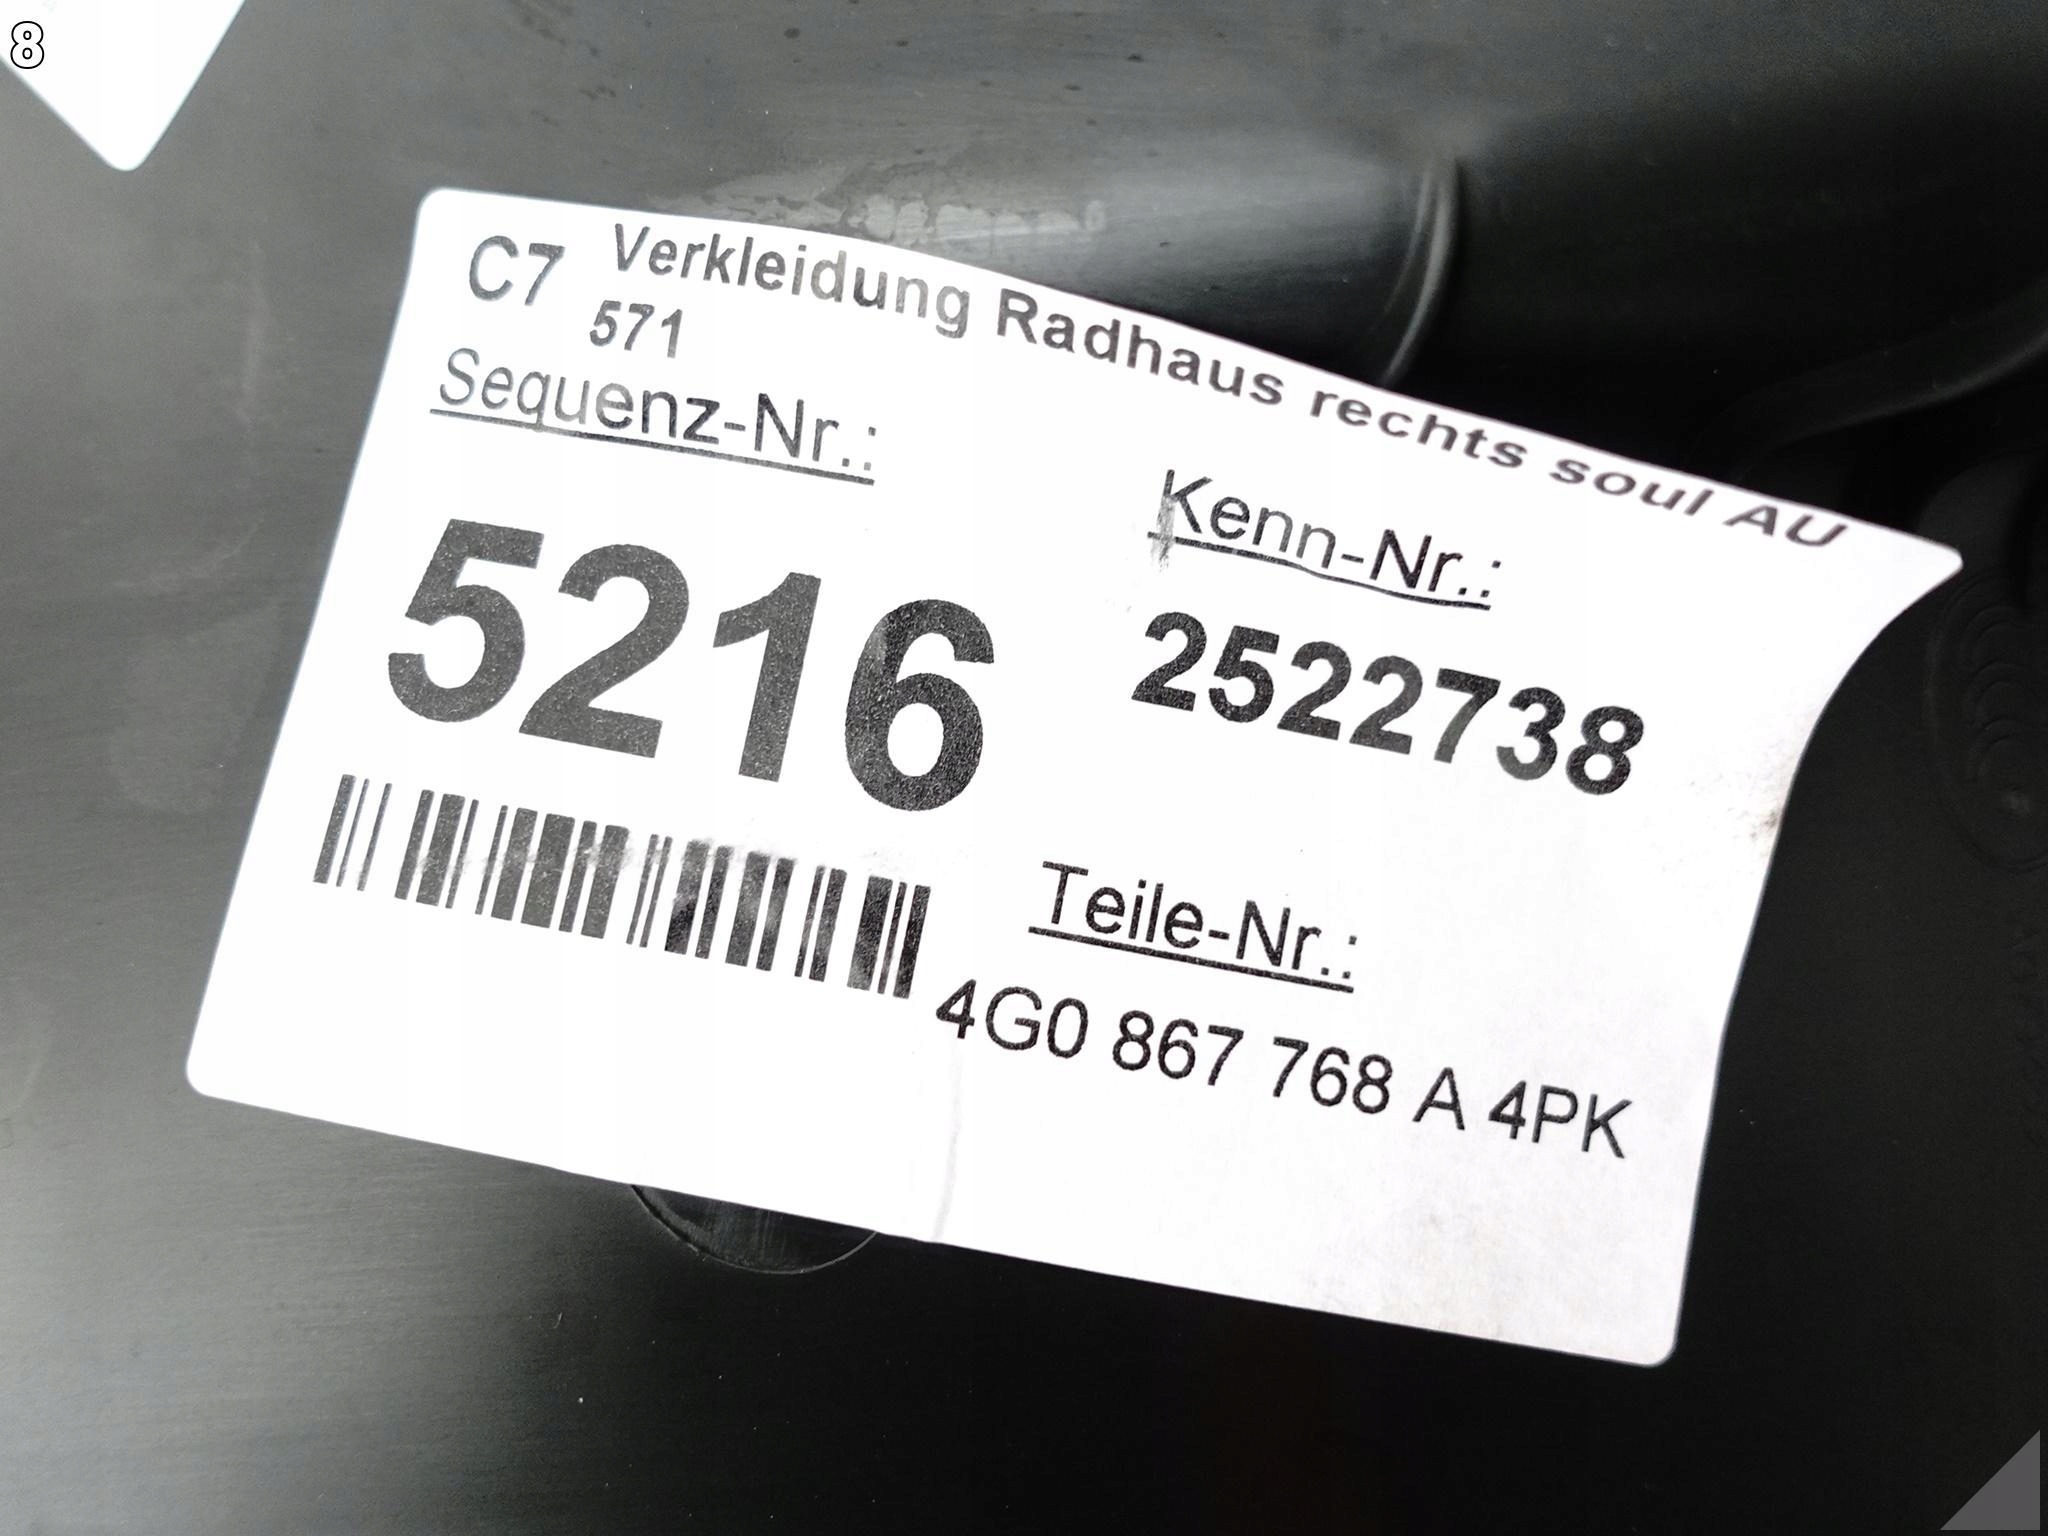 8
C7 Verkleidung Radhaus rechts soul AU
571
Sequenz-Nr.:
Kenn-Nr.:
5216
2522738
Teile-Nr.:
4G0 867 768 A 4PK